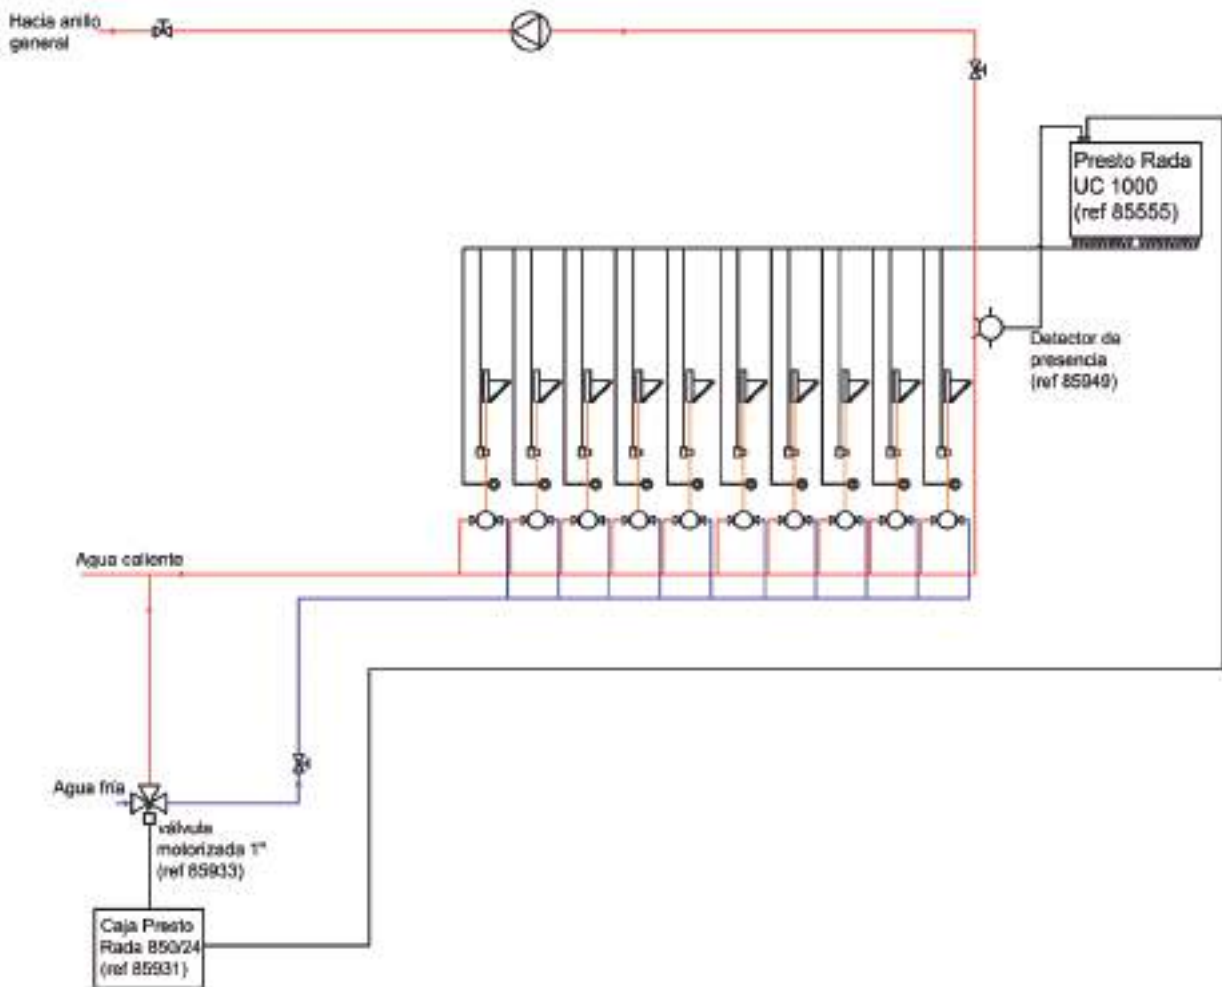 Hacia anillo
general
Presto Rada
UC 1000
(ref 85555)
Detector de
presencia
(ref 85949)
Agua caliente
Agua fría
válvula
motorizada 1"
(ref 85933)
Caja Presto
Rada 850/24
(ref 85931)